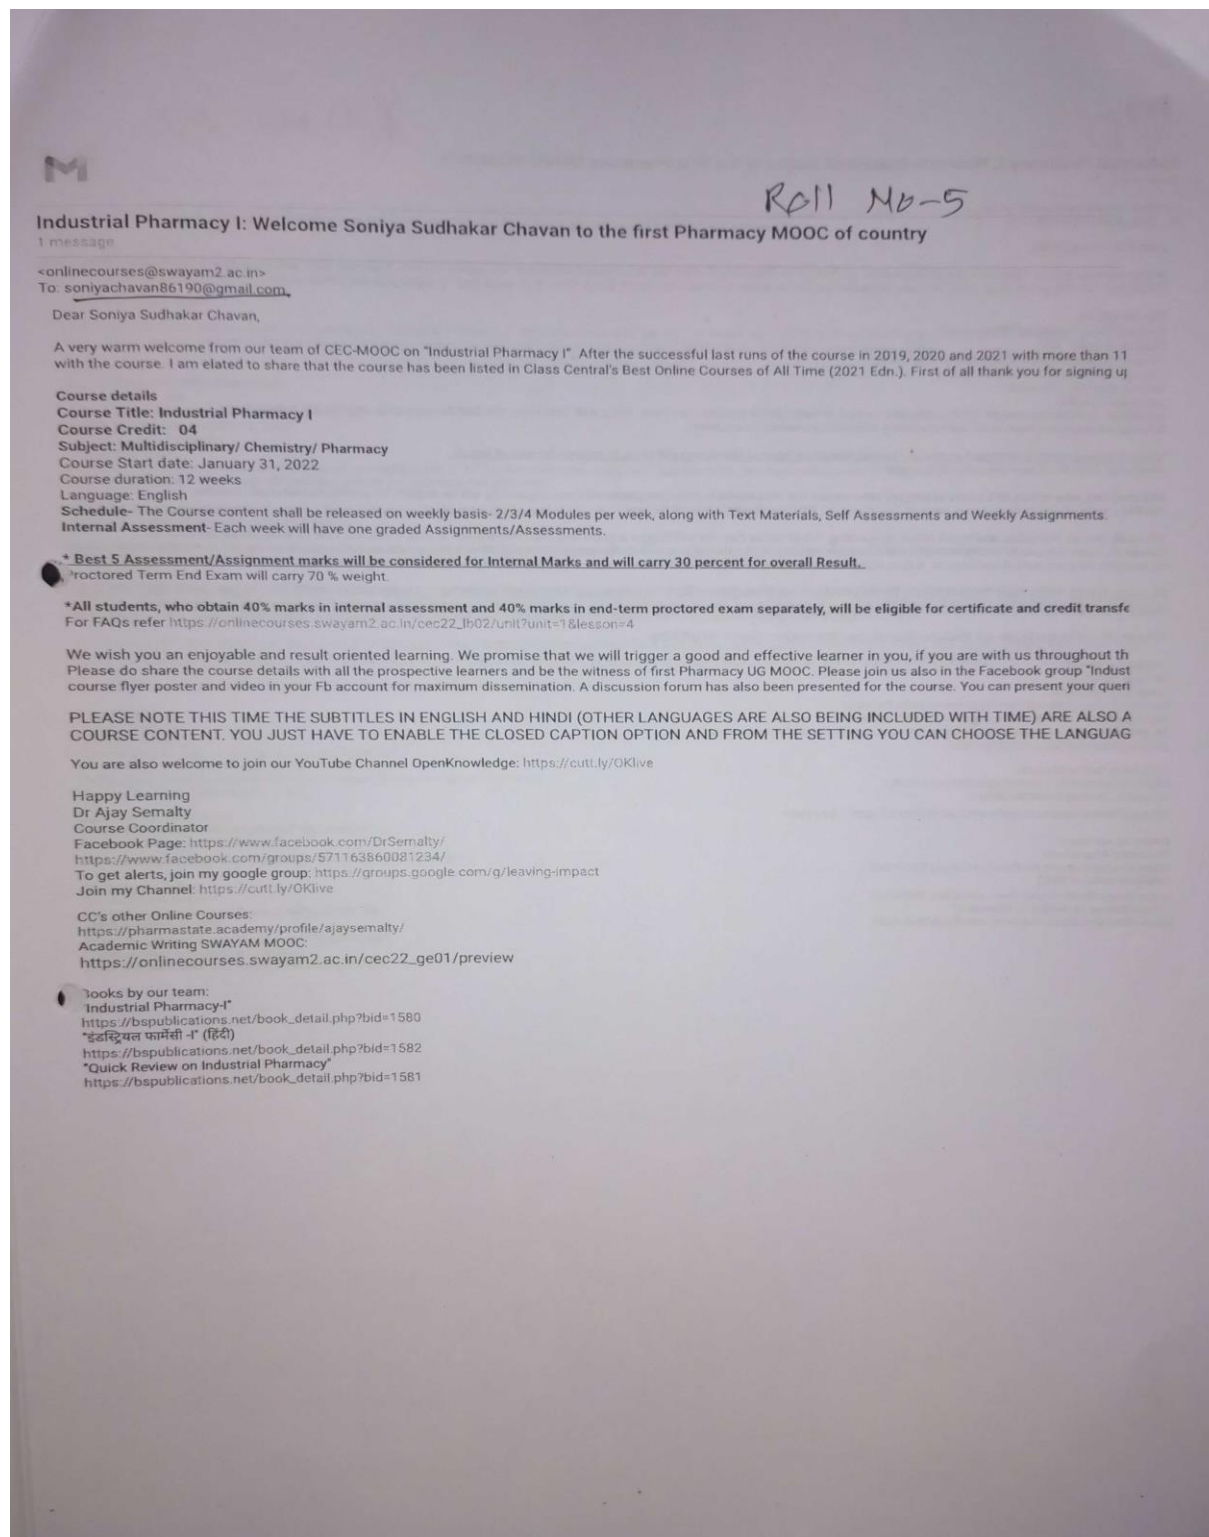 Roll No-5
Industrial Pharmacy I: Welcome Soniya Sudhakar Chavan to the first Pharmacy MOOC of country
1 message
<onlinecourses@swayam2.ac.in>
To: soniyachavan86190@gmail.com,
Dear Soniya Sudhakar Chavan,
A very warm welcome from our team of CEC-MOOC on "Industrial Pharmacy I". After the successful last runs of the course in 2019, 2020 and 2021 with more than 11
with the course. I am elated to share that the course has been listed in Class Central's Best Online Courses of All Time (2021 Edn.). First of all thank you for signing up
Course details
Course Title: Industrial Pharmacy I
Course Credit: 04
Subject: Multidisciplinary/ Chemistry/ Pharmacy
Course Start date: January 31, 2022
Course duration: 12 weeks
Language: English
Schedule- The Course content shall be released on weekly basis- 2/3/4 Modules per week, along with Text Materials, Self Assessments and Weekly Assignments.
Internal Assessment- Each week will have one graded Assignments/Assessments.
* Best 5 Assessment/Assignment marks will be considered for Internal Marks and will carry 30 percent for overall Result.
roctored Term End Exam will carry 70 % weight.
*All students, who obtain 40% marks in internal assessment and 40% marks in end-term proctored exam separately, will be eligible for certificate and credit transfe
For FAQs refer https://onlinecourses.swayam2.ac.in/cec22_lb02/unit?unit=1&lesson=4
We wish you an enjoyable and result oriented learning. We promise that we will trigger a good and effective learner in you, if you are with us throughout th
Please do share the course details with all the prospective learners and be the witness of first Pharmacy UG MOOC. Please join us also in the Facebook group "Indust
course flyer poster and video in your Fb account for maximum dissemination. A discussion forum has also been presented for the course. You can present your queri
PLEASE NOTE THIS TIME THE SUBTITLES IN ENGLISH AND HINDI (OTHER LANGUAGES ARE ALSO BEING INCLUDED WITH TIME) ARE ALSO A
COURSE CONTENT. YOU JUST HAVE TO ENABLE THE CLOSED CAPTION OPTION AND FROM THE SETTING YOU CAN CHOOSE THE LANGUAG
You are also welcome to join our YouTube Channel OpenKnowledge: https://cutt.ly/OKlive
Happy Learning
Dr Ajay Semalty
Course Coordinator
Facebook Page: https://www.facebook.com/DrSemalty/
https://www.facebook.com/groups/571163860081234/
To get alerts, join my google group: https://groups.google.com/g/leaving-impact
Join my Channel: https://cutt.ly/OKlive
CC's other Online Courses:
https://pharmastate.academy/profile/ajaysemalty/
Academic Writing SWAYAM MOOC:
https://onlinecourses.swayam2.ac.in/cec22_ge01/preview
Books by our team:
"Industrial Pharmacy-I"
https://bspublications.net/book_detail.php?bid=1580
"इंडस्ट्रियल फार्मेसी -I" (हिंदी)
https://bspublications.net/book_detail.php?bid=1582
"Quick Review on Industrial Pharmacy"
https://bspublications.net/book_detail.php?bid=1581